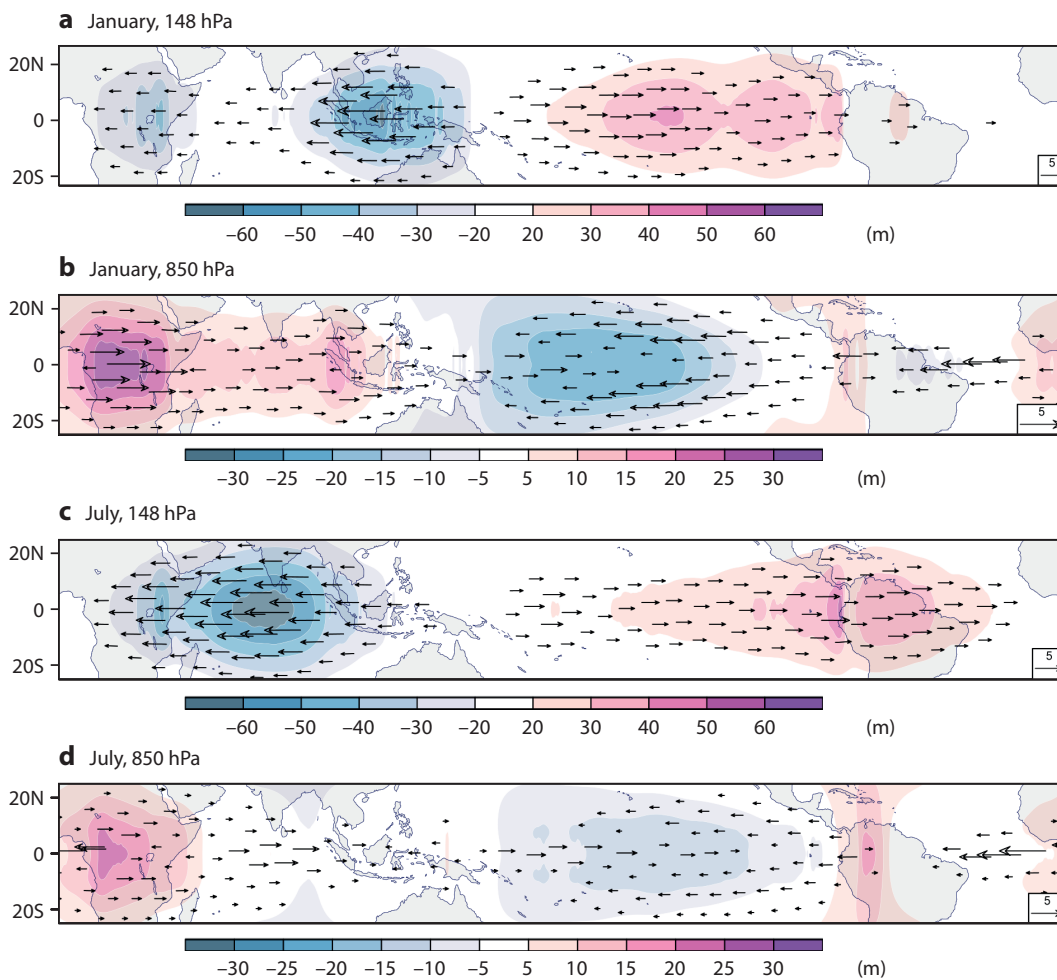 a January, 148 hPa
20N
0
20S
5
–60 –50 –40 –30 –20 20 30 40 50 60 (m)
b January, 850 hPa
20N
0
20S
5
–30 –25 –20 –15 –10 –5 5 10 15 20 25 30 (m)
c July, 148 hPa
20N
0
20S
5
–60 –50 –40 –30 –20 20 30 40 50 60 (m)
d July, 850 hPa
20N
0
20S
5
–30 –25 –20 –15 –10 –5 5 10 15 20 25 30 (m)